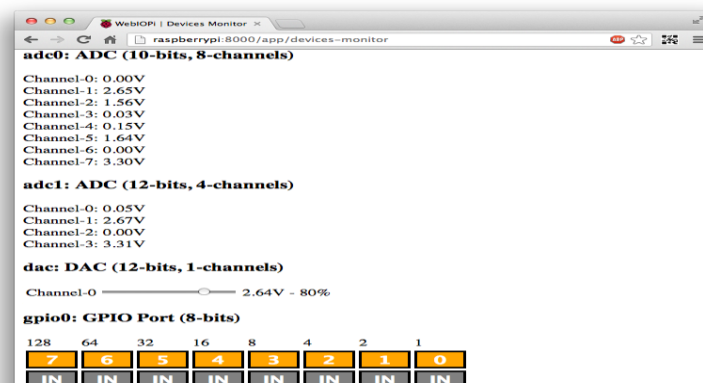 WebIOPi | Devices Monitor
raspberrypi:8000/app/devices-monitor
ABP
adc0: ADC (10-bits, 8-channels)
Channel-0: 0.00V
Channel-1: 2.65V
Channel-2: 1.56V
Channel-3: 0.03V
Channel-4: 0.15V
Channel-5: 1.64V
Channel-6: 0.00V
Channel-7: 3.30V
adc1: ADC (12-bits, 4-channels)
Channel-0: 0.05V
Channel-1: 2.67V
Channel-2: 0.00V
Channel-3: 3.31V
dac: DAC (12-bits, 1-channels)
Channel-0 2.64V - 80%
gpio0: GPIO Port (8-bits)
128 64 32 16 8 4 2 1
7 6 5 4 3 2 1 0
IN IN IN IN IN IN IN IN